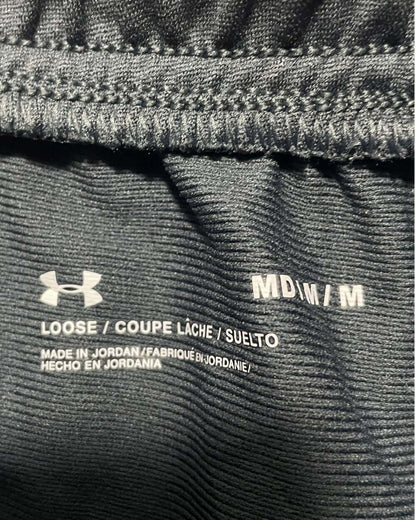 MD/M/M
LOOSE / COUPE LÂCHE / SUELTO
MADE IN JORDAN/FABRIQUÉ EN JORDANIE/
HECHO EN JORDANIA